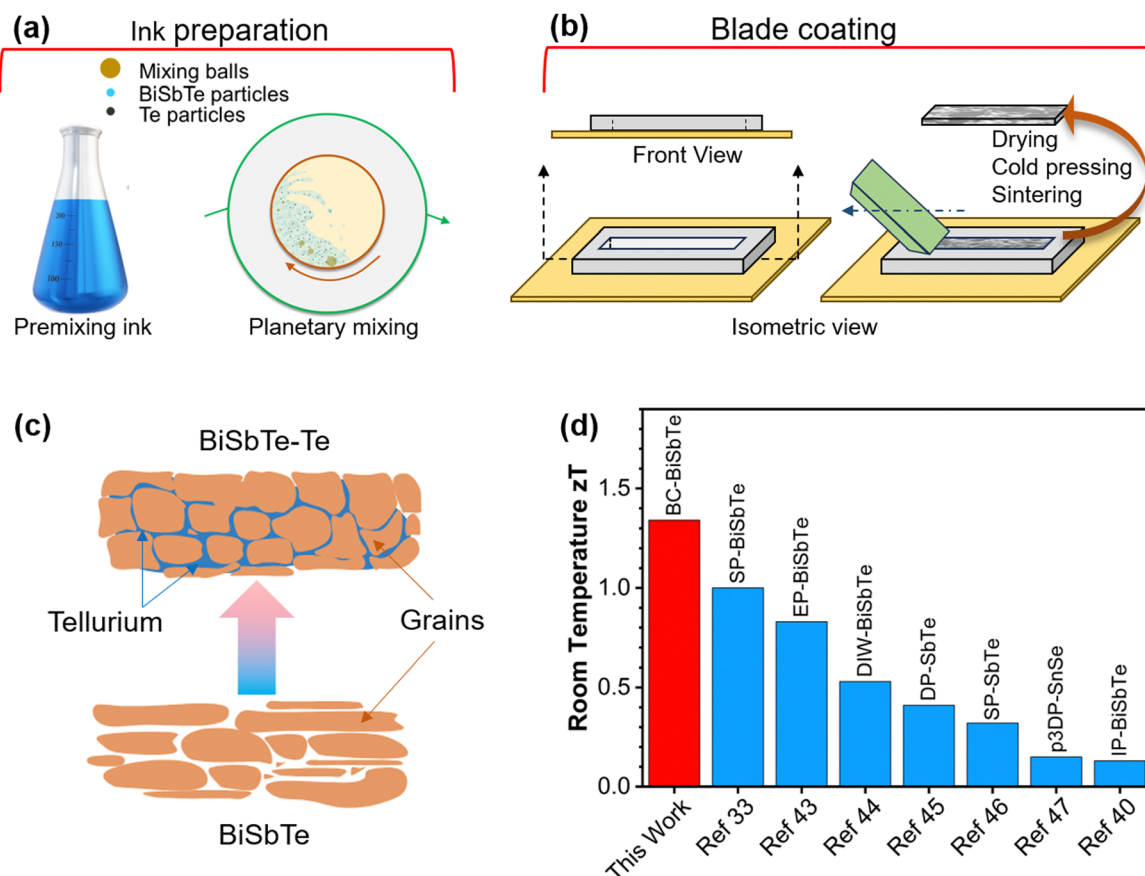 (a)
Ink preparation
Mixing balls
BiSbTe particles
Te particles
200
150
100
Premixing ink
Planetary mixing
(b)
Blade coating
Front View
Drying
Cold pressing
Sintering
Isometric view
(c)
BiSbTe-Te
Tellurium
Grains
BiSbTe
(d)
Room Temperature zT
1.5
1.0
0.5
0.0
BC-BiSbTe
SP-BiSbTe
EP-BiSbTe
DIW-BiSbTe
DP-SbTe
SP-SbTe
p3DP-SnSe
IP-BiSbTe
This Work
Ref 33
Ref 43
Ref 44
Ref 45
Ref 46
Ref 47
Ref 40